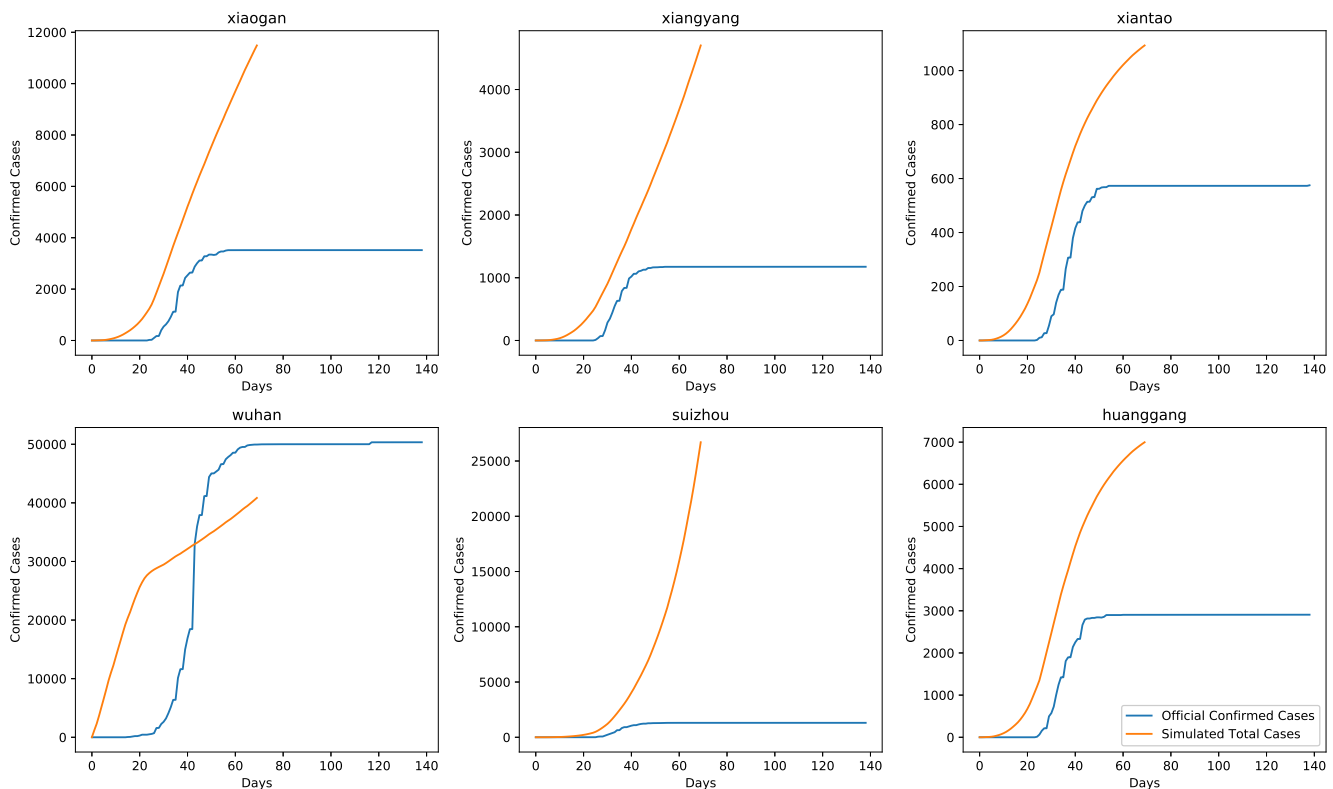 xiaogan
12000
10000
8000
6000
4000
2000
0
Confirmed Cases
0 20 40 60 80 100 120 140
Days
xiangyang
4000
3000
2000
1000
0
Confirmed Cases
0 20 40 60 80 100 120 140
Days
xiantao
1000
800
600
400
200
0
Confirmed Cases
0 20 40 60 80 100 120 140
Days
wuhan
50000
40000
30000
20000
10000
0
Confirmed Cases
0 20 40 60 80 100 120 140
Days
suizhou
25000
20000
15000
10000
5000
0
Confirmed Cases
0 20 40 60 80 100 120 140
Days
huanggang
7000
6000
5000
4000
3000
2000
1000
0
Confirmed Cases
0 20 40 60 80 100 120 140
Days
Official Confirmed Cases
Simulated Total Cases